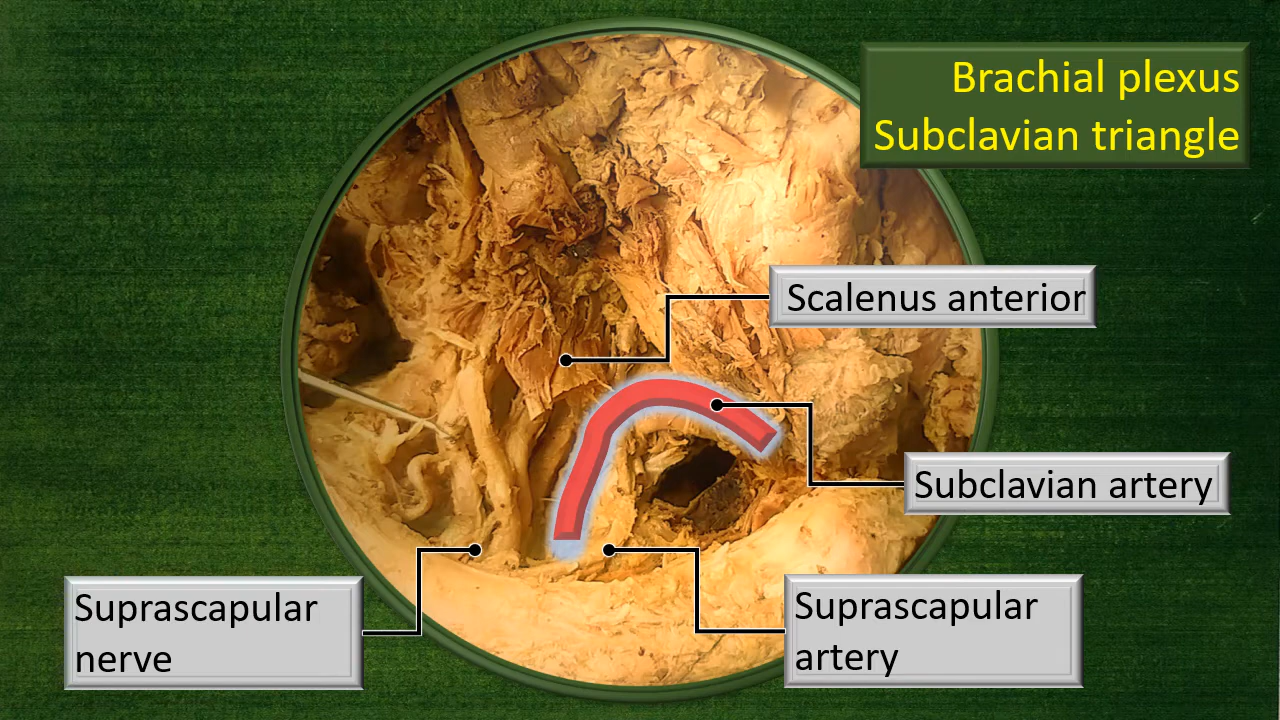 Brachial plexus
Subclavian triangle
Scalenus anterior
Subclavian artery
Suprascapular
nerve
Suprascapular
artery